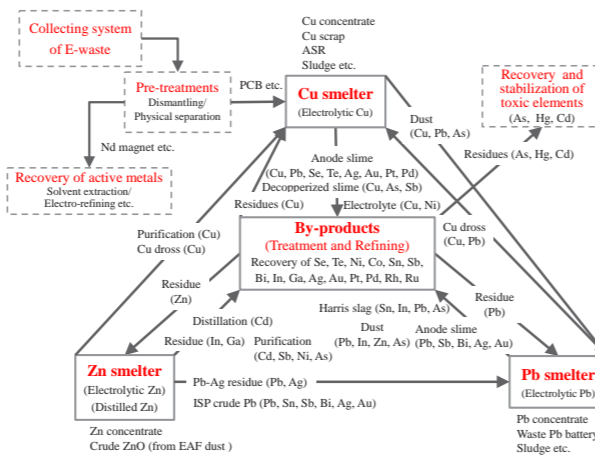 Collecting system
of E-waste
Pre-treatments
Dismantling/
Physical separation
PCB etc.
Nd magnet etc.
Recovery of active metals
Solvent extraction/
Electro-refining etc.
Cu concentrate
Cu scrap
ASR
Sludge etc.
Cu smelter
(Electrolytic Cu)
Recovery and
stabilization of
toxic elements
(As, Hg, Cd)
Dust
(Cu, Pb, As)
Residues (As, Hg, Cd)
Anode slime
(Cu, Pb, Se, Te, Ag, Au, Pt, Pd)
Decopperized slime (Cu, As, Sb)
Residues (Cu)
Electrolyte (Cu, Ni)
Purification (Cu)
Cu dross (Cu)
Cu dross
(Cu, Pb)
By-products
(Treatment and Refining)
Recovery of Se, Te, Ni, Co, Sn, Sb,
Bi, In, Ga, Ag, Au, Pt, Pd, Rh, Ru
Residue
(Zn)
Residue
(Pb)
Distillation (Cd)
Harris slag (Sn, In, Pb, As)
Residue (In, Ga)
Purification
(Cd, Sb, Ni, As)
Dust
(Pb, In, Zn, As)
Anode slime
(Pb, Sb, Bi, Ag, Au)
Zn smelter
(Electrolytic Zn)
(Distilled Zn)
Pb-Ag residue (Pb, Ag)
ISP crude Pb (Pb, Sn, Sb, Bi, Ag, Au)
Pb smelter
(Electrolytic Pb)
Zn concentrate
Crude ZnO (from EAF dust )
Pb concentrate
Waste Pb battery
Sludge etc.